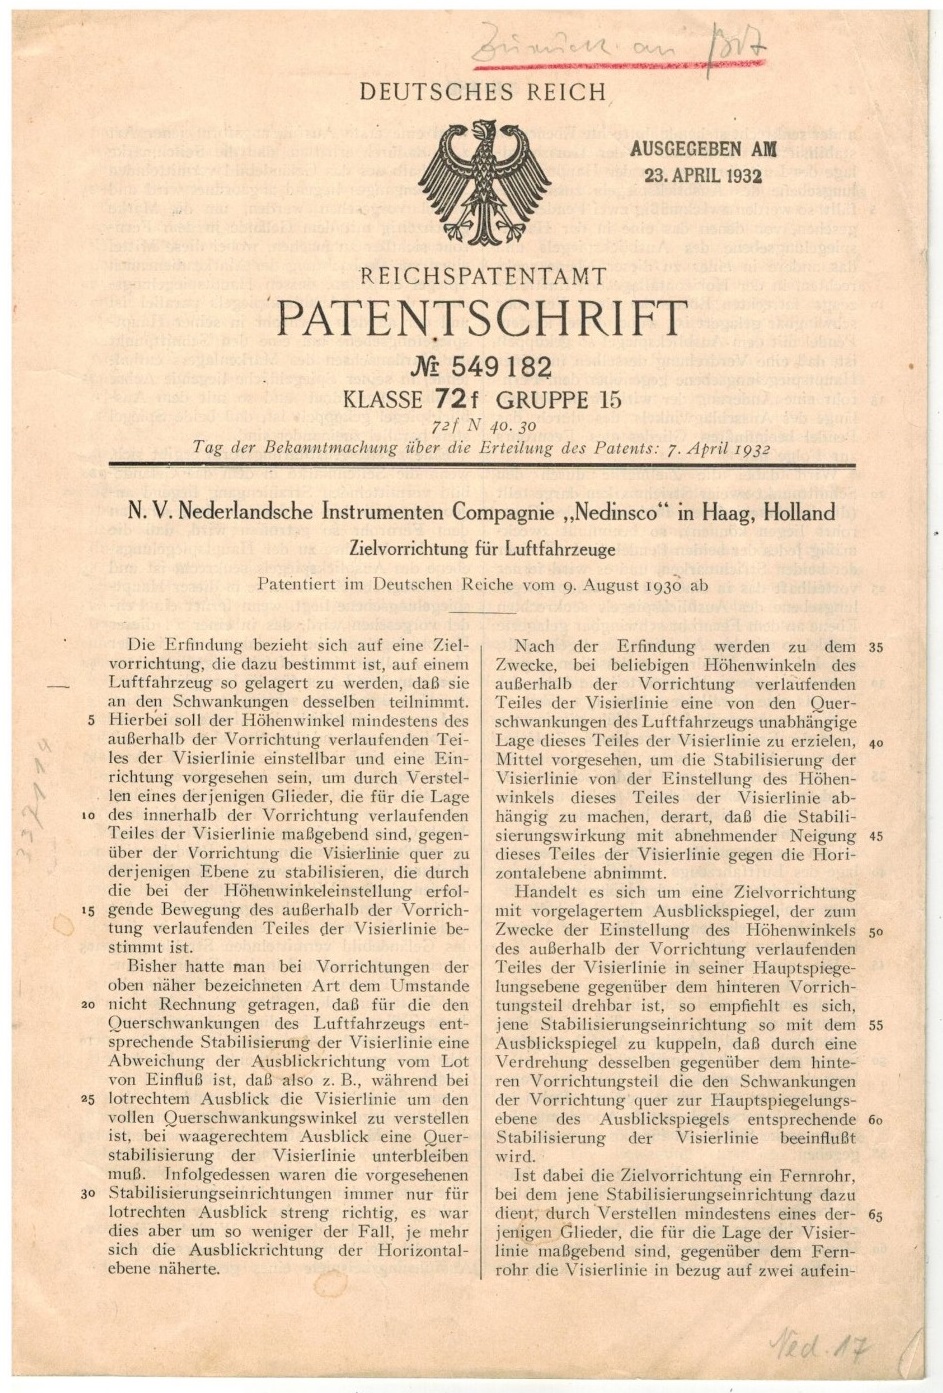 Zurück an
DEUTSCHES REICH
AUSGEGEBEN AM
23. APRIL 1932
REICHSPATENTAMT
PATENTSCHRIFT
№ 549 182
KLASSE 72f GRUPPE 15
72f N 40. 30
Tag der Bekanntmachung über die Erteilung des Patents: 7. April 1932
N. V. Nederlandsche Instrumenten Compagnie „Nedinsco“ in Haag, Holland
Zielvorrichtung für Luftfahrzeuge
Patentiert im Deutschen Reiche vom 9. August 1930 ab
Die Erfindung bezieht sich auf eine Ziel-
vorrichtung, die dazu bestimmt ist, auf einem
Luftfahrzeug so gelagert zu werden, daß sie
an den Schwankungen desselben teilnimmt.
5 Hierbei soll der Höhenwinkel mindestens des
außerhalb der Vorrichtung verlaufenden Tei-
les der Visierlinie einstellbar und eine Ein-
richtung vorgesehen sein, um durch Verstel-
len eines derjenigen Glieder, die für die Lage
10 des innerhalb der Vorrichtung verlaufenden
Teiles der Visierlinie maßgebend sind, gegen-
über der Vorrichtung die Visierlinie quer zu
derjenigen Ebene zu stabilisieren, die durch
die bei der Höhenwinkeleinstellung erfol-
15 gende Bewegung des außerhalb der Vorrich-
tung verlaufenden Teiles der Visierlinie be-
stimmt ist.
Bisher hatte man bei Vorrichtungen der
oben näher bezeichneten Art dem Umstande
20 nicht Rechnung getragen, daß für die den
Querschwankungen des Luftfahrzeugs ent-
sprechende Stabilisierung der Visierlinie eine
Abweichung der Ausblickrichtung vom Lot
von Einfluß ist, daß also z. B., während bei
25 lotrechtem Ausblick die Visierlinie um den
vollen Querschwankungswinkel zu verstellen
ist, bei waagerechtem Ausblick eine Quer-
stabilisierung der Visierlinie unterbleiben
muß. Infolgedessen waren die vorgesehenen
30 Stabilisierungseinrichtungen immer nur für
lotrechten Ausblick streng richtig, es war
dies aber um so weniger der Fall, je mehr
sich die Ausblickrichtung der Horizontal-
ebene näherte.
Nach der Erfindung werden zu dem 35
Zwecke, bei beliebigen Höhenwinkeln des
außerhalb der Vorrichtung verlaufenden
Teiles der Visierlinie eine von den Quer-
schwankungen des Luftfahrzeugs unabhängige
Lage dieses Teiles der Visierlinie zu erzielen, 40
Mittel vorgesehen, um die Stabilisierung der
Visierlinie von der Einstellung des Höhen-
winkels dieses Teiles der Visierlinie ab-
hängig zu machen, derart, daß die Stabili-
sierungswirkung mit abnehmender Neigung 45
dieses Teiles der Visierlinie gegen die Hori-
zontalebene abnimmt.
Handelt es sich um eine Zielvorrichtung
mit vorgelagertem Ausblickspiegel, der zum
Zwecke der Einstellung des Höhenwinkels 50
des außerhalb der Vorrichtung verlaufenden
Teiles der Visierlinie in seiner Hauptspiege-
lungsebene gegenüber dem hinteren Vorrich-
tungsteil drehbar ist, so empfiehlt es sich,
jene Stabilisierungseinrichtung so mit dem 55
Ausblickspiegel zu kuppeln, daß durch eine
Verdrehung desselben gegenüber dem hinte-
ren Vorrichtungsteil die den Schwankungen
der Vorrichtung quer zur Hauptspiegelungs-
ebene des Ausblickspiegels entsprechende 60
Stabilisierung der Visierlinie beeinflußt
wird.
Ist dabei die Zielvorrichtung ein Fernrohr,
bei dem jene Stabilisierungseinrichtung dazu
dient, durch Verstellen mindestens eines der- 65
jenigen Glieder, die für die Lage der Visier-
linie maßgebend sind, gegenüber dem Fern-
rohr die Visierlinie in bezug auf zwei aufein-
Ned. 17